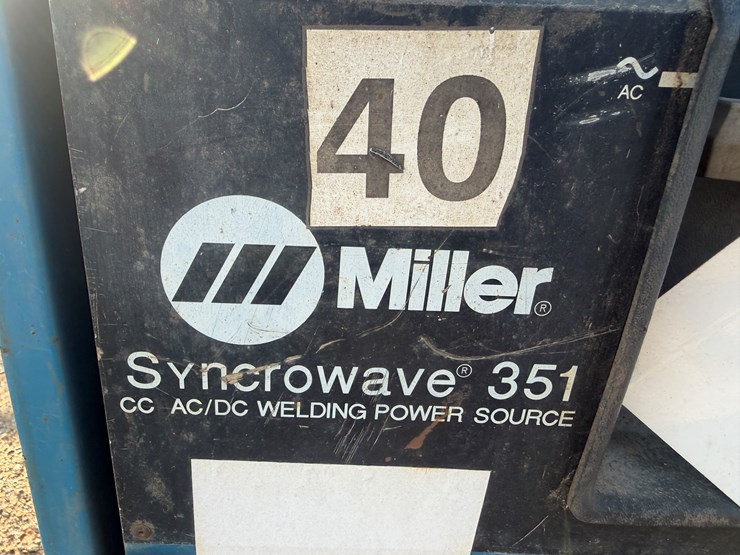 40
AC
Miller®
Syncrowave® 351
CC AC/DC WELDING POWER SOURCE